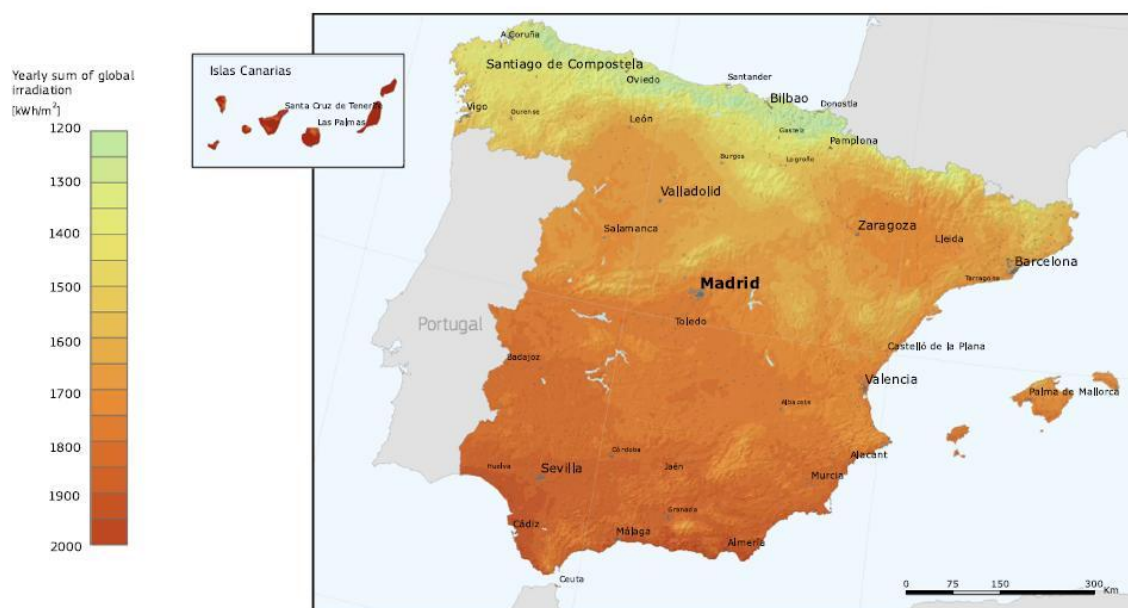 Yearly sum of global
irradiation
[kWh/m²]
1200
1300
1400
1500
1600
1700
1800
1900
2000
Islas Canarias
Santa Cruz de Tenerife
Las Palmas
A Coruña
Santiago de Compostela
Oviedo
Santander
Bilbao
Donostia
Vigo
Ourense
León
Gasteiz
Pamplona
Burgos
Logroño
Valladolid
Zaragoza
Salamanca
Lleida
Barcelona
Tarragona
Madrid
Portugal
Toledo
Castelló de la Plana
Badajoz
Valencia
Palma de Mallorca
Albacete
Alacant
Córdoba
Huelva
Sevilla
Jaén
Murcia
Granada
Cádiz
Málaga
Almería
Ceuta
0 75 150 300
Km